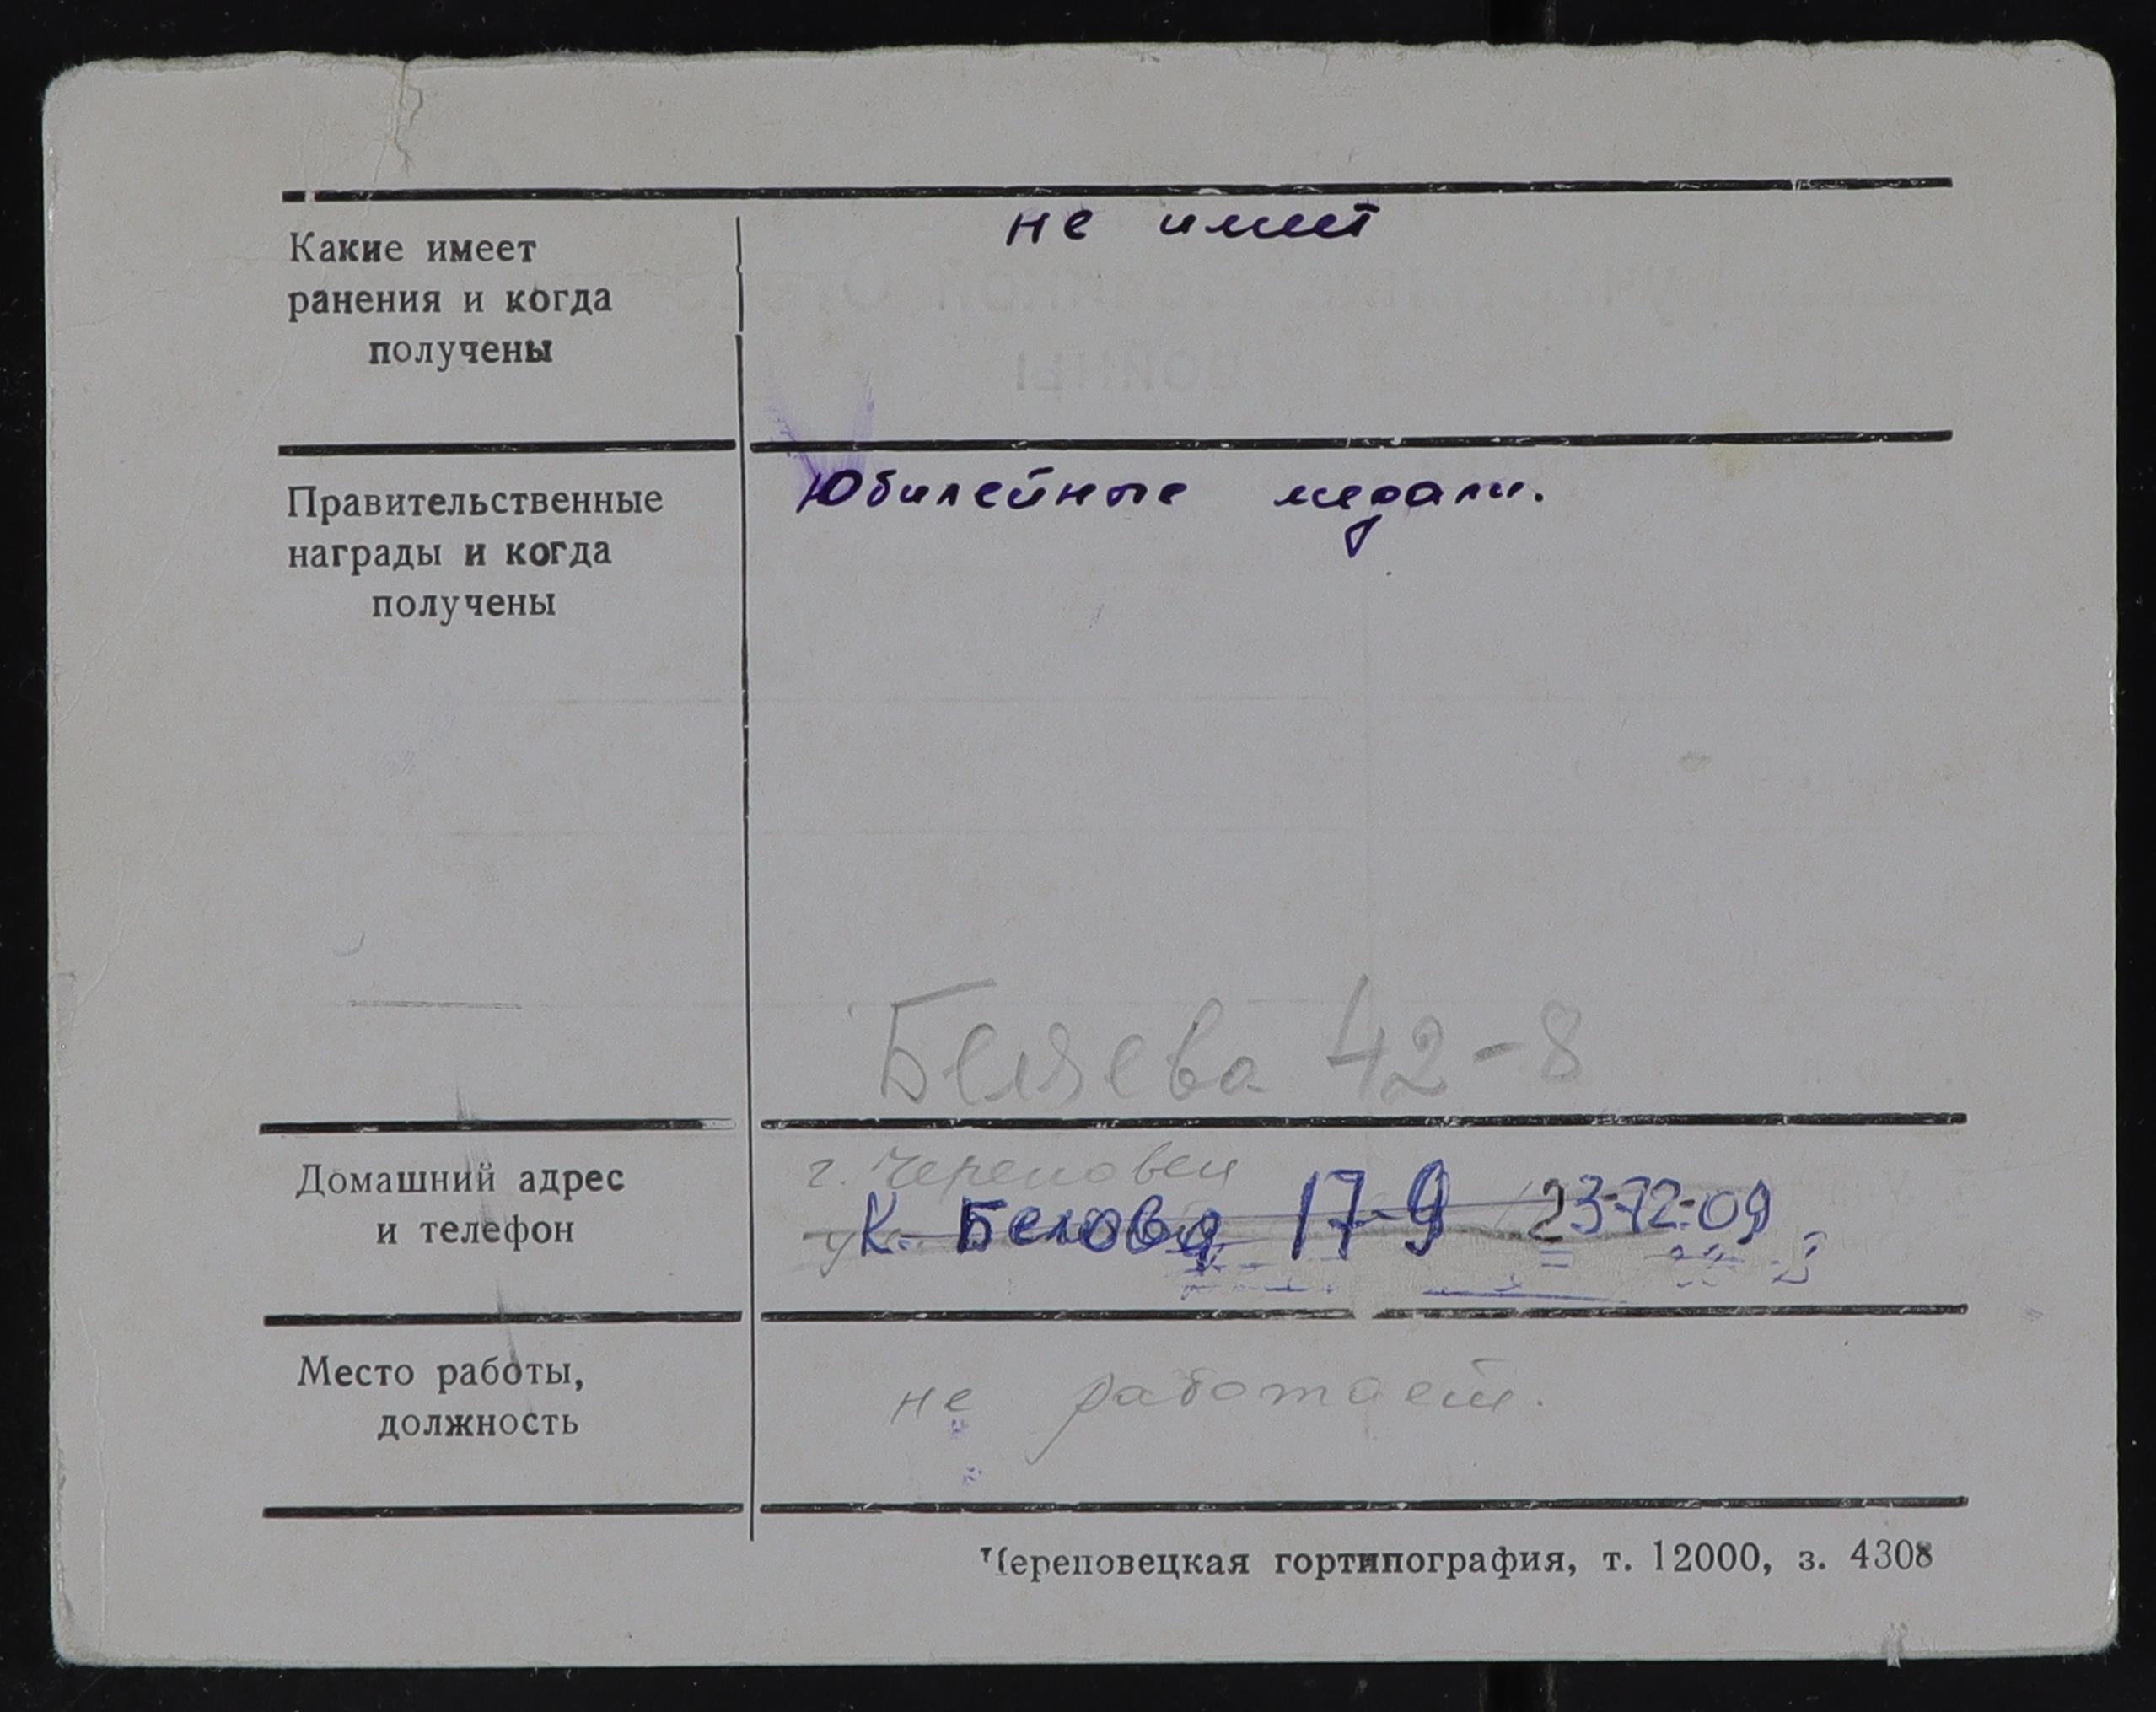 Какие имеет
ранения и когда
получены
не имеет
Правительственные
награды и когда
получены
Юбилейные медали.
Беляева 42-8
Домашний адрес
и телефон
г. Череповец
К. Белова 17-9 23-72-09
Место работы,
должность
не работает.
Череповецкая гортипография, т. 12000, з. 4308